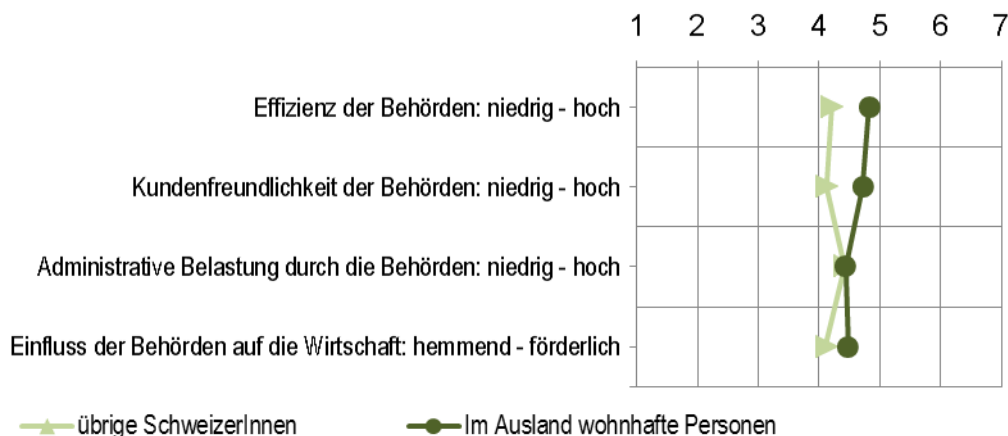 1 2 3 4 5 6 7
Effizienz der Behörden: niedrig - hoch
Kundenfreundlichkeit der Behörden: niedrig - hoch
Administrative Belastung durch die Behörden: niedrig - hoch
Einfluss der Behörden auf die Wirtschaft: hemmend - förderlich
übrige SchweizerInnen Im Ausland wohnhafte Personen